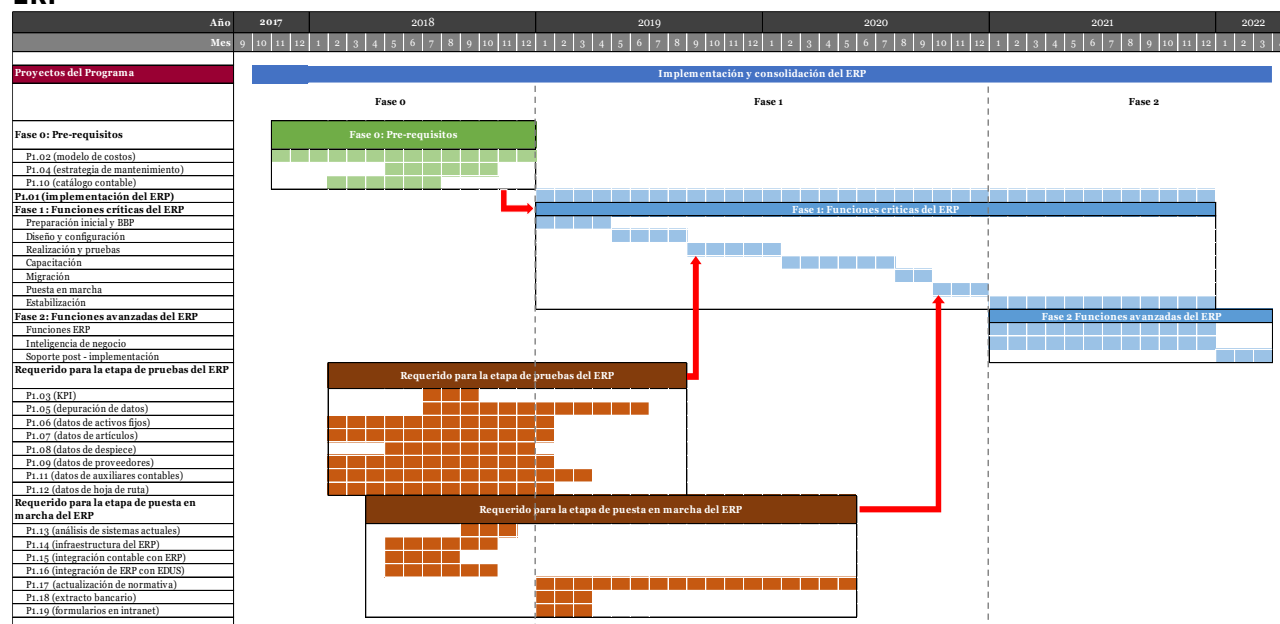 ERP
Año 2017 2018 2019 2020 2021 2022
Mes 9 10 11 12 1 2 3 4 5 6 7 8 9 10 11 12 1 2 3 4 5 6 7 8 9 10 11 12 1 2 3 4 5 6 7 8 9 10 11 12 1 2 3 4 5 6 7 8 9 10 11 12 1 2 3
Proyectos del Programa Implementación y consolidación del ERP
Fase 0 Fase 1 Fase 2
Fase 0: Pre-requisitos Fase 0: Pre-requisitos
P1.02 (modelo de costos)
P1.04 (estrategia de mantenimiento)
P1.10 (catálogo contable)
P1.01 (implementación del ERP)
Fase 1: Funciones críticas del ERP Fase 1: Funciones críticas del ERP
Preparación inicial y BBP
Diseño y configuración
Realización y pruebas
Capacitación
Migración
Puesta en marcha
Estabilización
Fase 2: Funciones avanzadas del ERP Fase 2 Funciones avanzadas del ERP
Funciones ERP
Inteligencia de negocio
Soporte post - implementación
Requerido para la etapa de pruebas del ERP Requerido para la etapa de pruebas del ERP
P1.03 (KPI)
P1.05 (depuración de datos)
P1.06 (datos de activos fijos)
P1.07 (datos de artículos)
P1.08 (datos de despiece)
P1.09 (datos de proveedores)
P1.11 (datos de auxiliares contables)
P1.12 (datos de hoja de ruta)
Requerido para la etapa de puesta en
marcha del ERP
Requerido para la etapa de puesta en marcha del ERP
P1.13 (análisis de sistemas actuales)
P1.14 (infraestructura del ERP)
P1.15 (integración contable con ERP)
P1.16 (integración de ERP con EDUS)
P1.17 (actualización de normativa)
P1.18 (extracto bancario)
P1.19 (formularios en intranet)